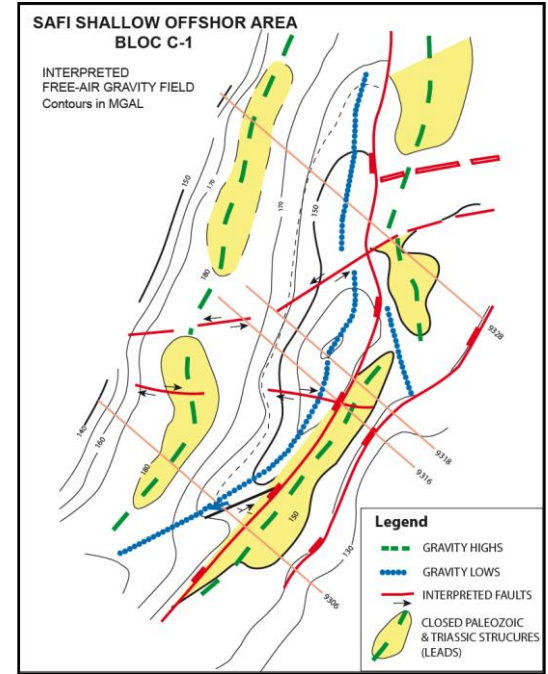 SAFI SHALLOW OFFSHOR AREA
BLOC C-1
INTERPRETED
FREE-AIR GRAVITY FIELD
Contours in MGAL
150
170
170
150
180
9328
140
160
180
9318
9316
150
130
9306
Legend
GRAVITY HIGHS
GRAVITY LOWS
INTERPRETED FAULTS
CLOSED PALEOZOIC
& TRIASSIC STRUCURES
(LEADS)